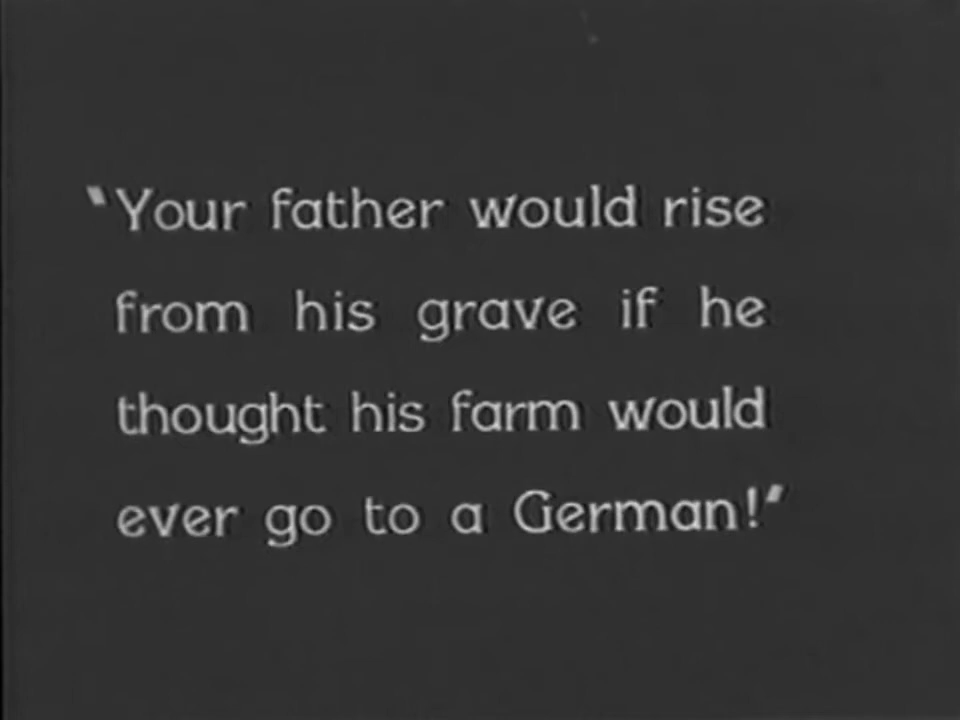 "Your father would rise
from his grave if he
thought his farm would
ever go to a German!"